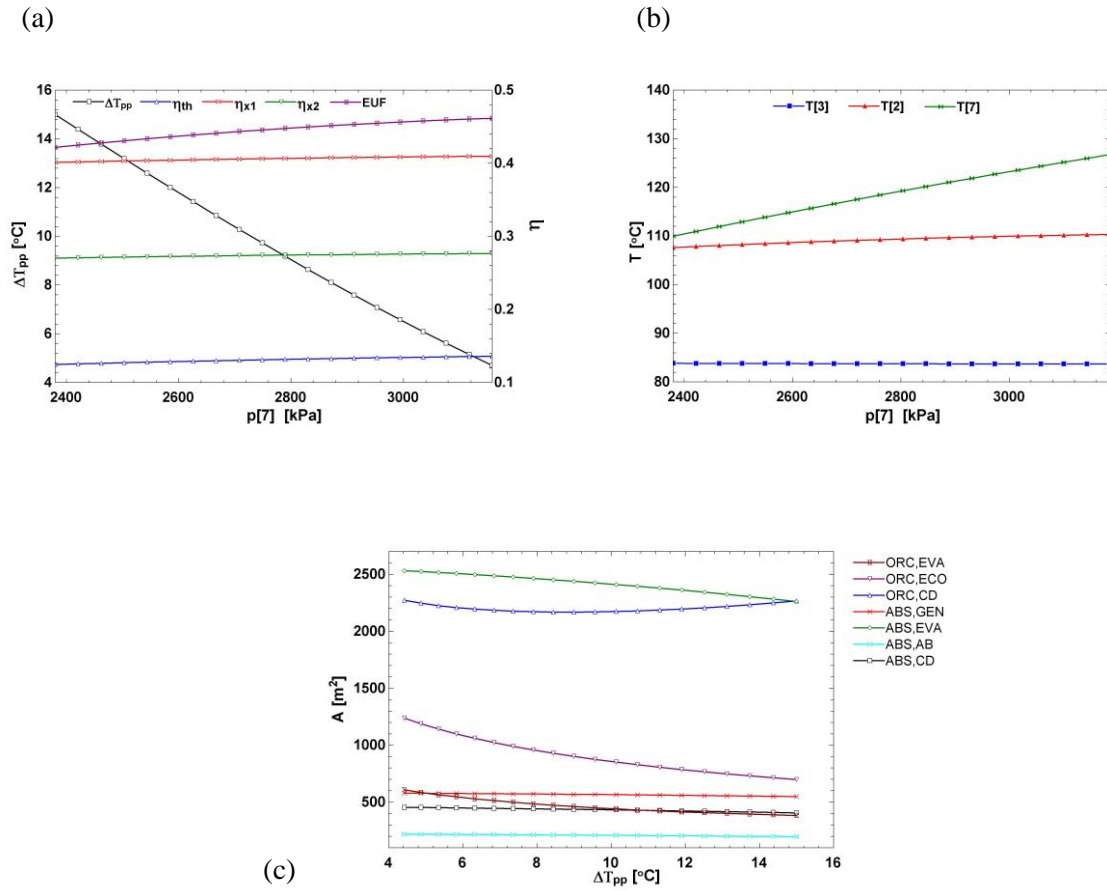 (a)
(b)
ΔTpp ηth ηx1 ηx2 EUF
16
14
12
10
8
6
4
ΔTpp [oC]
0.5
0.4
0.3
0.2
0.1
η
2400 2600 2800 3000
p[7] [kPa]
T[3] T[2] T[7]
140
130
120
110
100
90
80
T [oC]
2400 2600 2800 3000
p[7] [kPa]
2500
2000
1500
1000
500
A [m2]
4 6 8 10 12 14 16
ΔTpp [oC]
ORC,EVA
ORC,ECO
ORC,CD
ABS,GEN
ABS,EVA
ABS,AB
ABS,CD
(c)